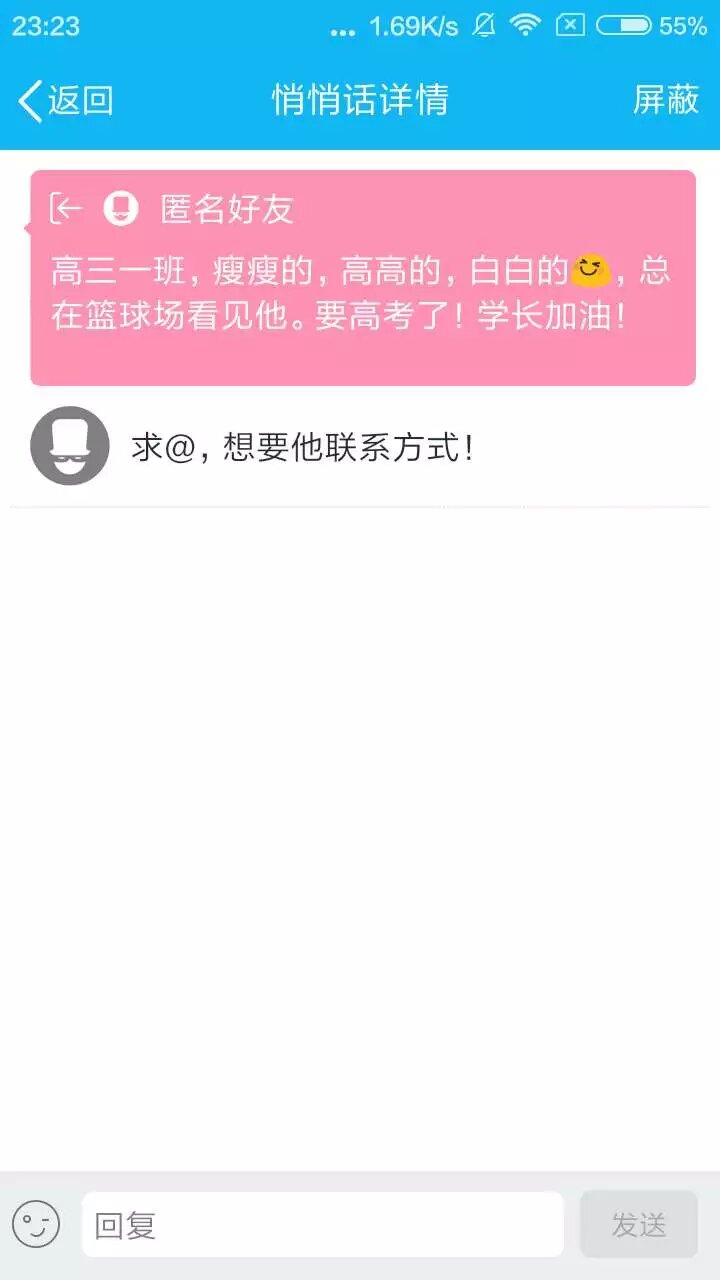 23:23 ... 1.69K/s 55%
返回 悄悄话详情 屏蔽
匿名好友
高三一班，瘦瘦的，高高的，白白的😆，总
在篮球场看见他。要高考了！学长加油！
求@，想要他联系方式！
回复 发送